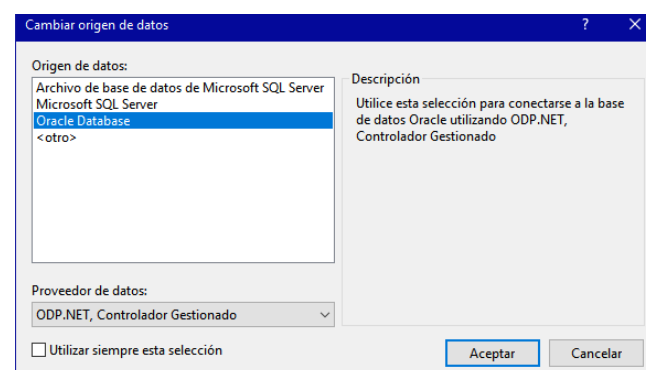 Cambiar origen de datos ? X
Origen de datos:
Archivo de base de datos de Microsoft SQL Server
Microsoft SQL Server
Oracle Database
<otro>
Descripción
Utilice esta selección para conectarse a la base
de datos Oracle utilizando ODP.NET,
Controlador Gestionado
Proveedor de datos:
ODP.NET, Controlador Gestionado
Utilizar siempre esta selección
Aceptar
Cancelar